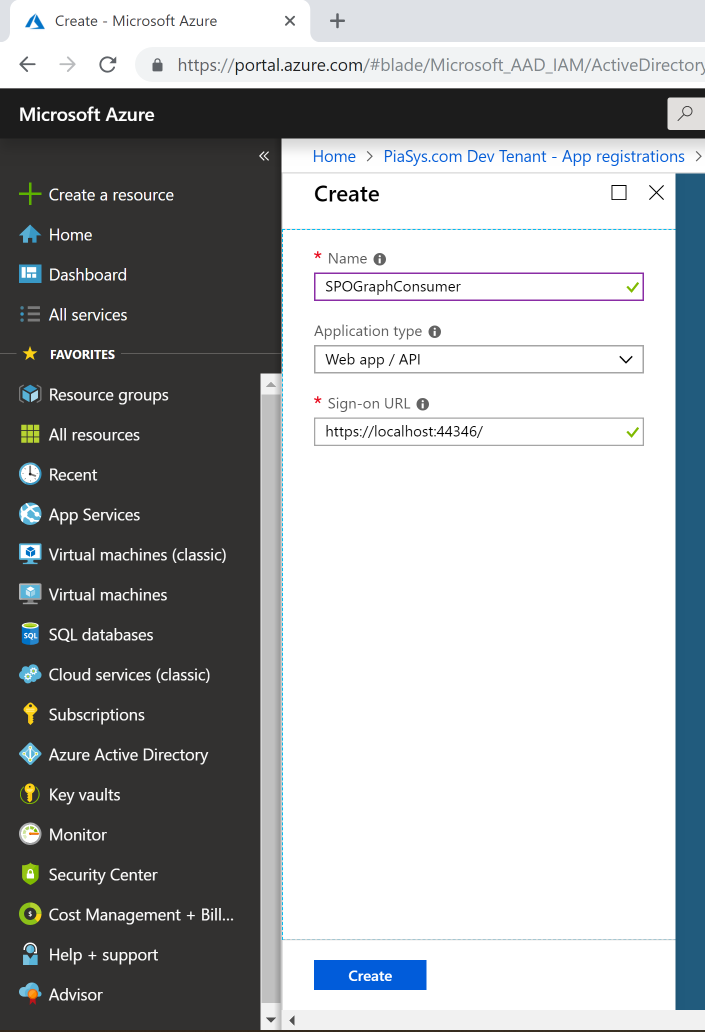 Create - Microsoft Azure
https://portal.azure.com/#blade/Microsoft_AAD_IAM/ActiveDirectory
Microsoft Azure
Home > PiaSys.com Dev Tenant - App registrations >
Create a resource
Home
Dashboard
All services
FAVORITES
Resource groups
All resources
Recent
App Services
Virtual machines (classic)
Virtual machines
SQL databases
Cloud services (classic)
Subscriptions
Azure Active Directory
Key vaults
Monitor
Security Center
Cost Management + Bill...
Help + support
Advisor
Create
* Name
SPOGraphConsumer
Application type
Web app / API
* Sign-on URL
https://localhost:44346/
Create